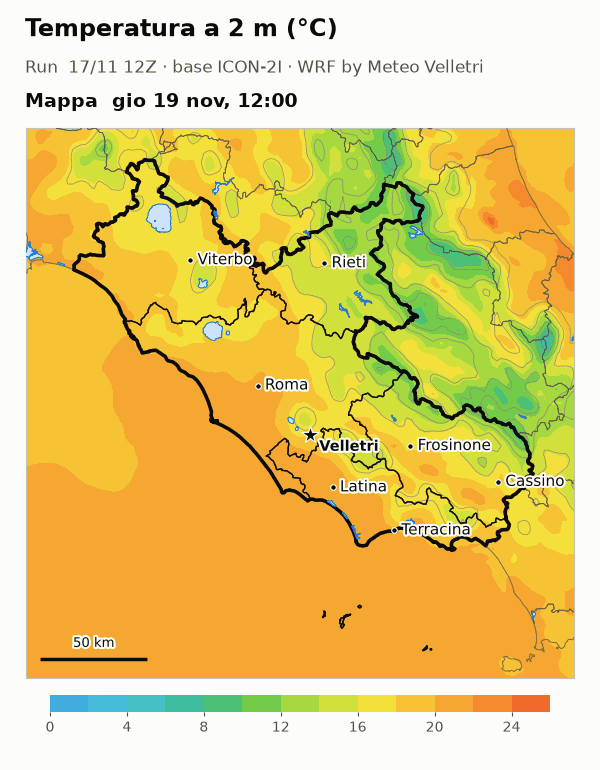 Temperatura a 2 m (°C)
Run  17/11 12Z · base ICON-2I · WRF by Meteo Velletri
Mappa  gio 19 nov, 12:00
Viterbo
Rieti
Roma
Velletri
Frosinone
Cassino
Latina
Terracina
50 km
0 4 8 12 16 20 24